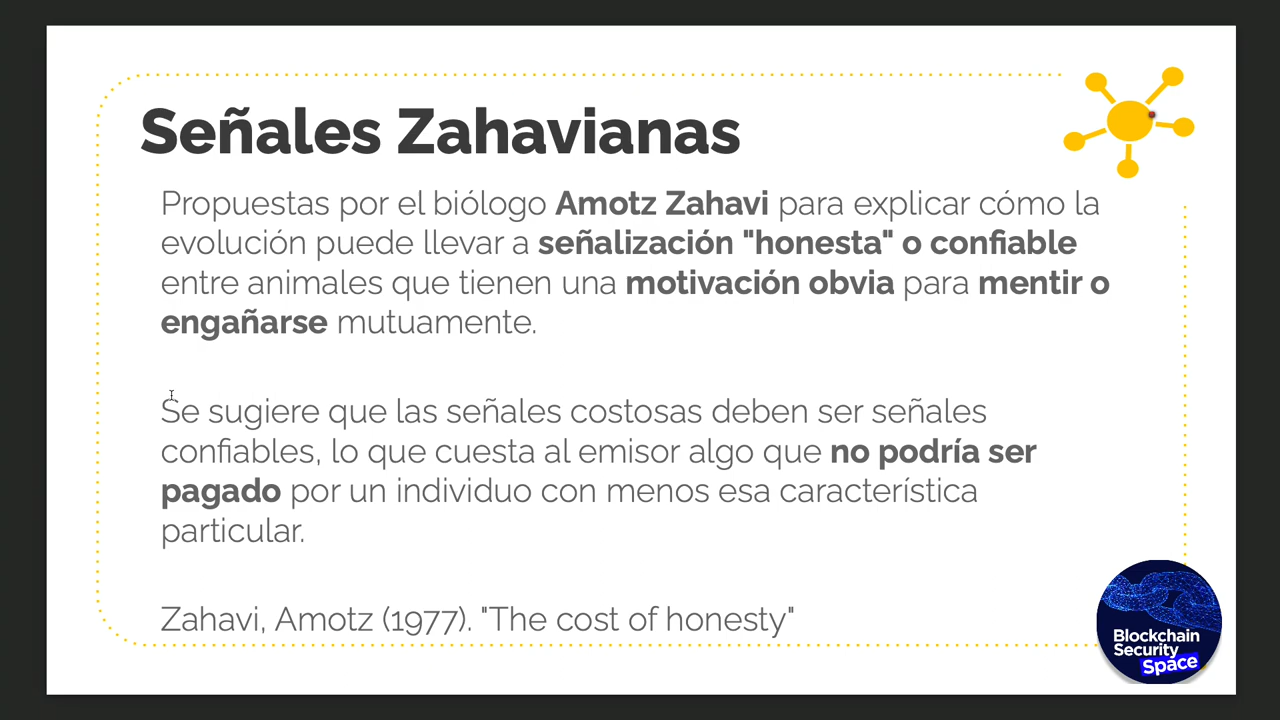 Señales Zahavianas
Propuestas por el biólogo Amotz Zahavi para explicar cómo la
evolución puede llevar a señalización "honesta" o confiable
entre animales que tienen una motivación obvia para mentir o
engañarse mutuamente.
Se sugiere que las señales costosas deben ser señales
confiables, lo que cuesta al emisor algo que no podría ser
pagado por un individuo con menos esa característica
particular.
Zahavi, Amotz (1977). "The cost of honesty"
Blockchain
Security
Space